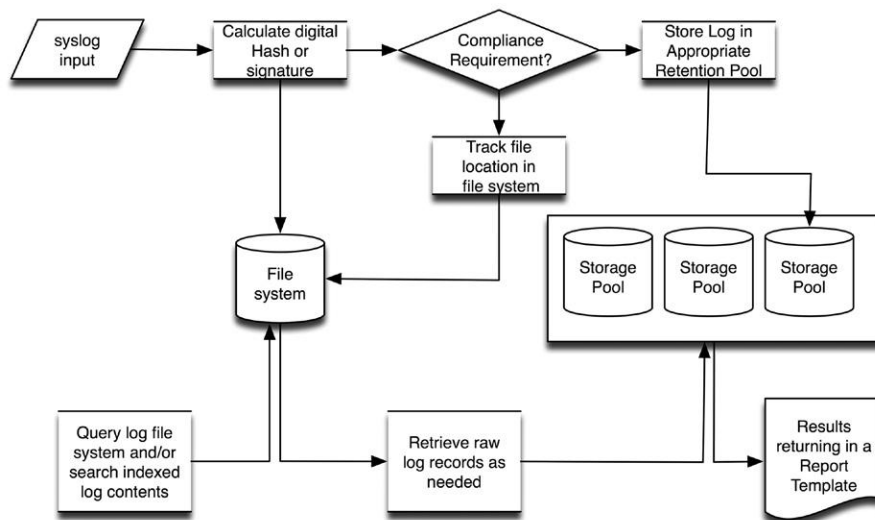 syslog
input
Calculate digital
Hash or
signature
Compliance
Requirement?
Store Log in
Appropriate
Retention Pool
Track file
location in
file system
File
system
Storage
Pool
Storage
Pool
Storage
Pool
Query log file
system and/or
search indexed
log contents
Retrieve raw
log records as
needed
Results
returning in a
Report
Template